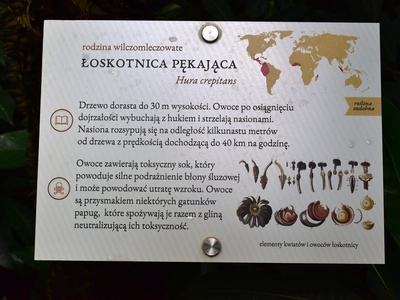 rodzina wilczomleczowate
ŁOSKOTNICA PĘKAJĄCA
Hura crepitans
roślina
ozdobna
Drzewo dorasta do 30 m wysokości. Owoce po osiągnięciu
dojrzałości wybuchają z hukiem i strzelają nasionami.
Nasiona rozsypują się na odległość kilkunastu metrów
od drzewa z prędkością dochodzącą do 40 km na godzinę.
Owoce zawierają toksyczny sok, który
powoduje silne podrażnienie błony śluzowej
i może powodować utratę wzroku. Owoce
są przysmakiem niektórych gatunków
papug, które spożywają je razem z gliną
neutralizującą ich toksyczność.
elementy kwiatów i owoców łoskotnicy